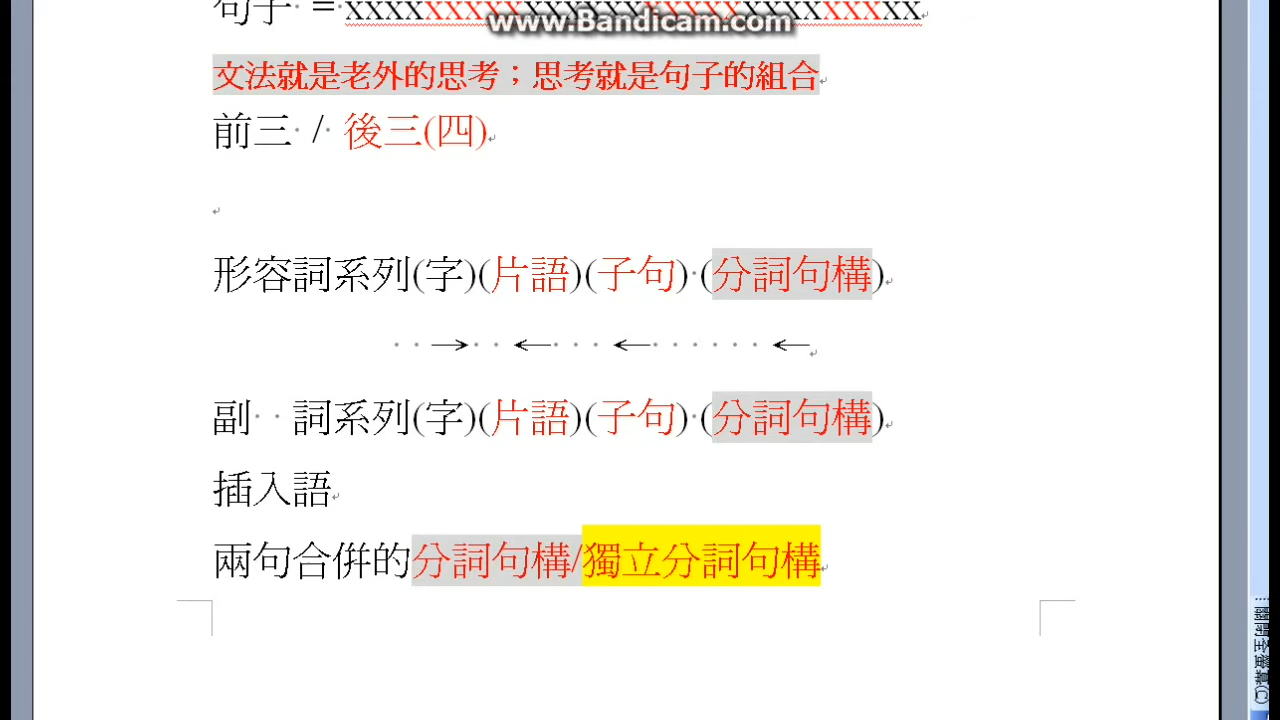 句子 = xxxxxxxxxxxxxxxxxxxxxxxxxxxxx
www.Bandicam.com
文法就是老外的思考；思考就是句子的組合
前三 / 後三(四)
形容詞系列(字)(片語)(子句) (分詞句構)
→ ← ← ←
副 詞系列(字)(片語)(子句) (分詞句構)
插入語
兩句合併的分詞句構/獨立分詞句構